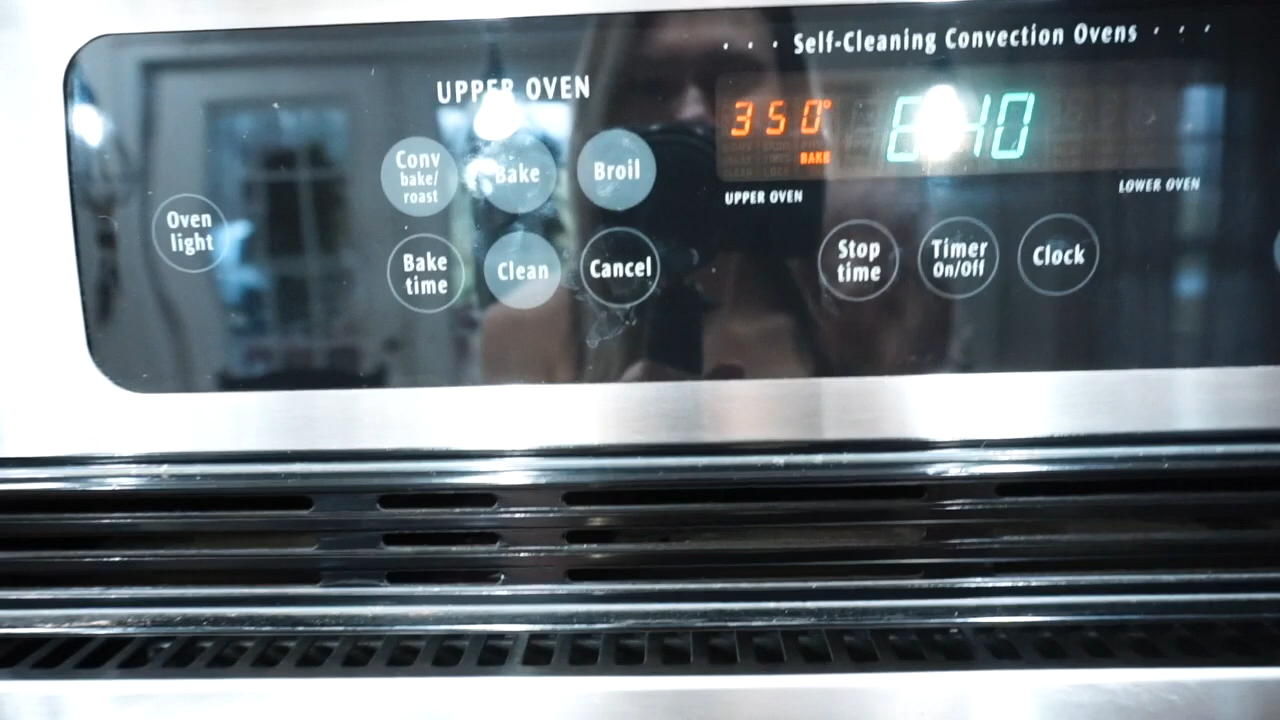 · · · Self-Cleaning Convection Ovens · · ·
UPPER OVEN
350°
BAKE
UPPER OVEN
LOWER OVEN
Oven
light
Conv
bake/
roast
Bake
Broil
Bake
time
Clean
Cancel
Stop
time
Timer
On/Off
Clock